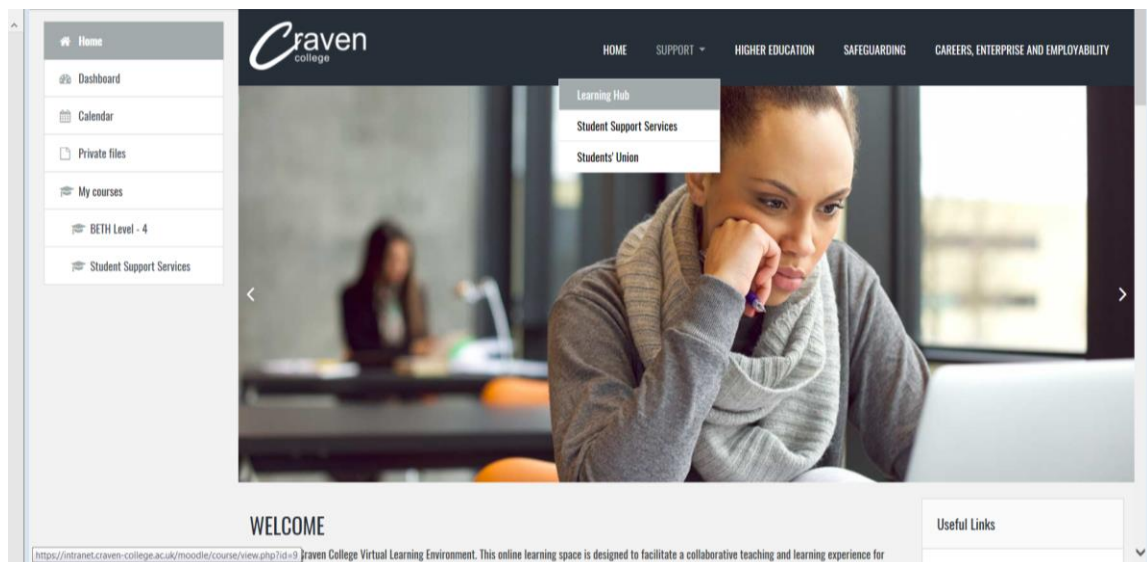 Home
Dashboard
Calendar
Private files
My courses
BETH Level - 4
Student Support Services
Craven
college
HOME SUPPORT HIGHER EDUCATION SAFEGUARDING CAREERS, ENTERPRISE AND EMPLOYABILITY
Learning Hub
Student Support Services
Students' Union
WELCOME
Craven College Virtual Learning Environment. This online learning space is designed to facilitate a collaborative teaching and learning experience for
Useful Links
https://intranet.craven-college.ac.uk/moodle/course/view.php?id=9